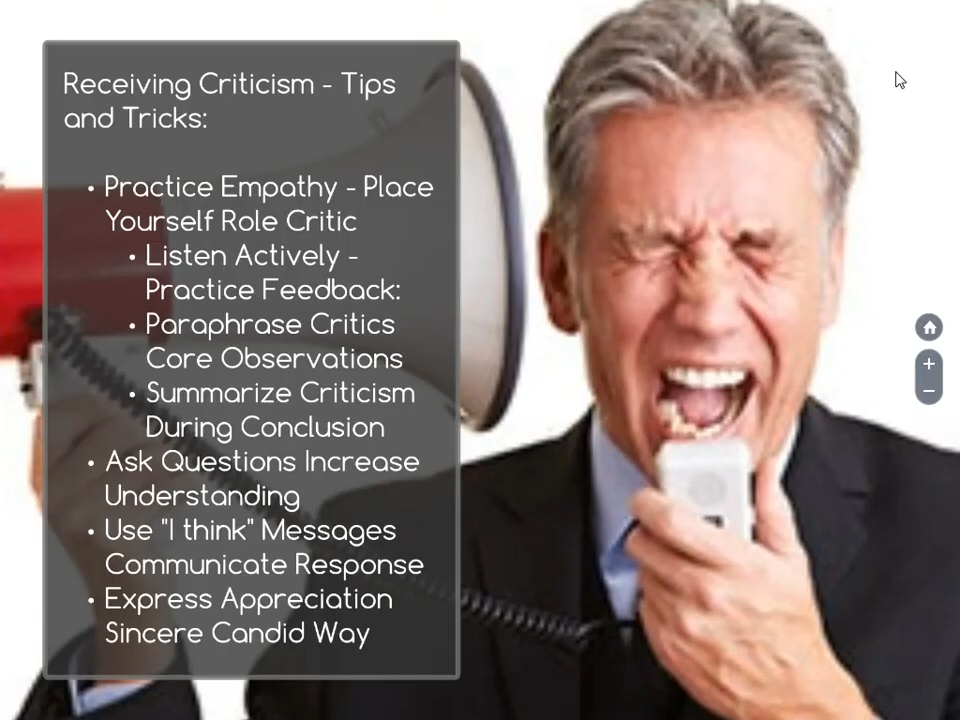 Receiving Criticism - Tips
and Tricks:
• Practice Empathy - Place
Yourself Role Critic
• Listen Actively -
Practice Feedback:
• Paraphrase Critics
Core Observations
• Summarize Criticism
During Conclusion
• Ask Questions Increase
Understanding
• Use "I think" Messages
Communicate Response
• Express Appreciation
Sincere Candid Way